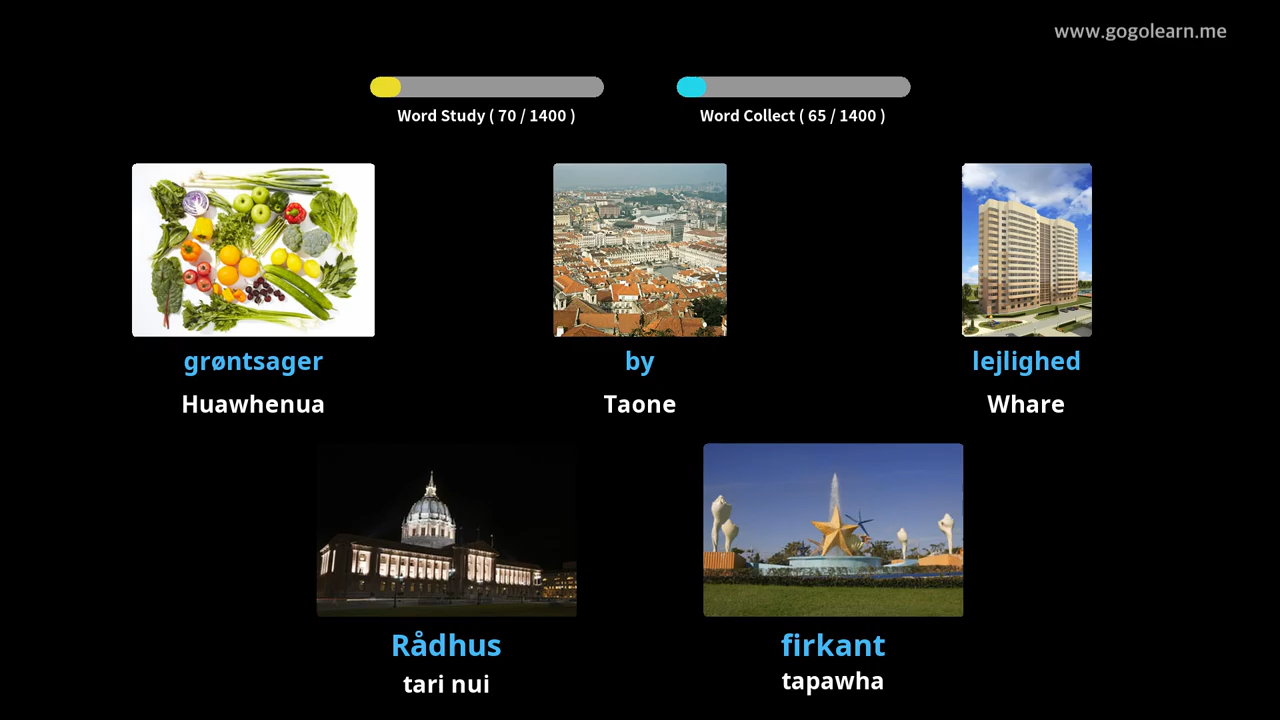 www.gogolearn.me
Word Study ( 70 / 1400 )
Word Collect ( 65 / 1400 )
grøntsager
by
lejlighed
Huawhenua
Taone
Whare
Rådhus
firkant
tari nui
tapawha